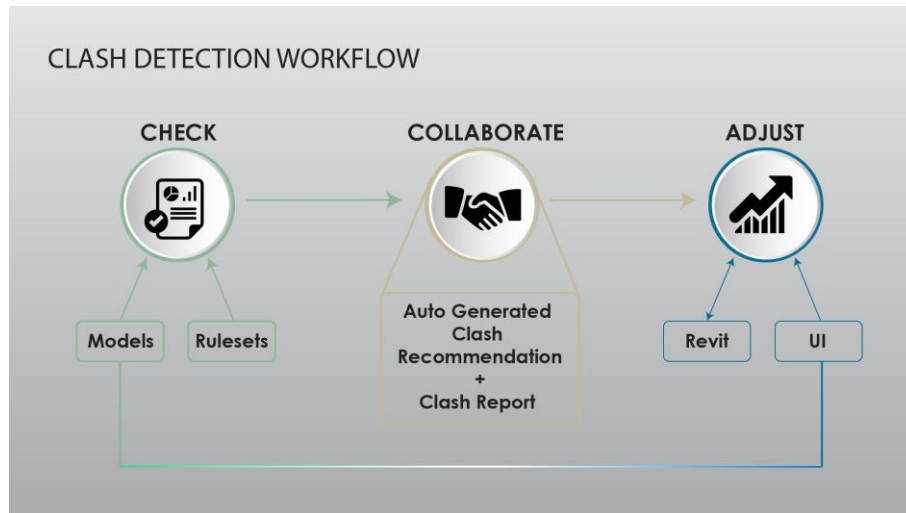 CLASH DETECTION WORKFLOW
CHECK
COLLABORATE
ADJUST
Models
Rulesets
Auto Generated
Clash
Recommendation
+
Clash Report
Revit
UI